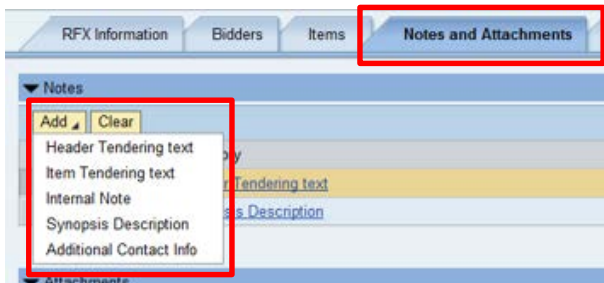 RFX Information Bidders Items Notes and Attachments
Notes
Add Clear
Header Tendering text
Item Tendering text
Tendering text
Internal Note
Description
Synopsis Description
Additional Contact Info
Attachments